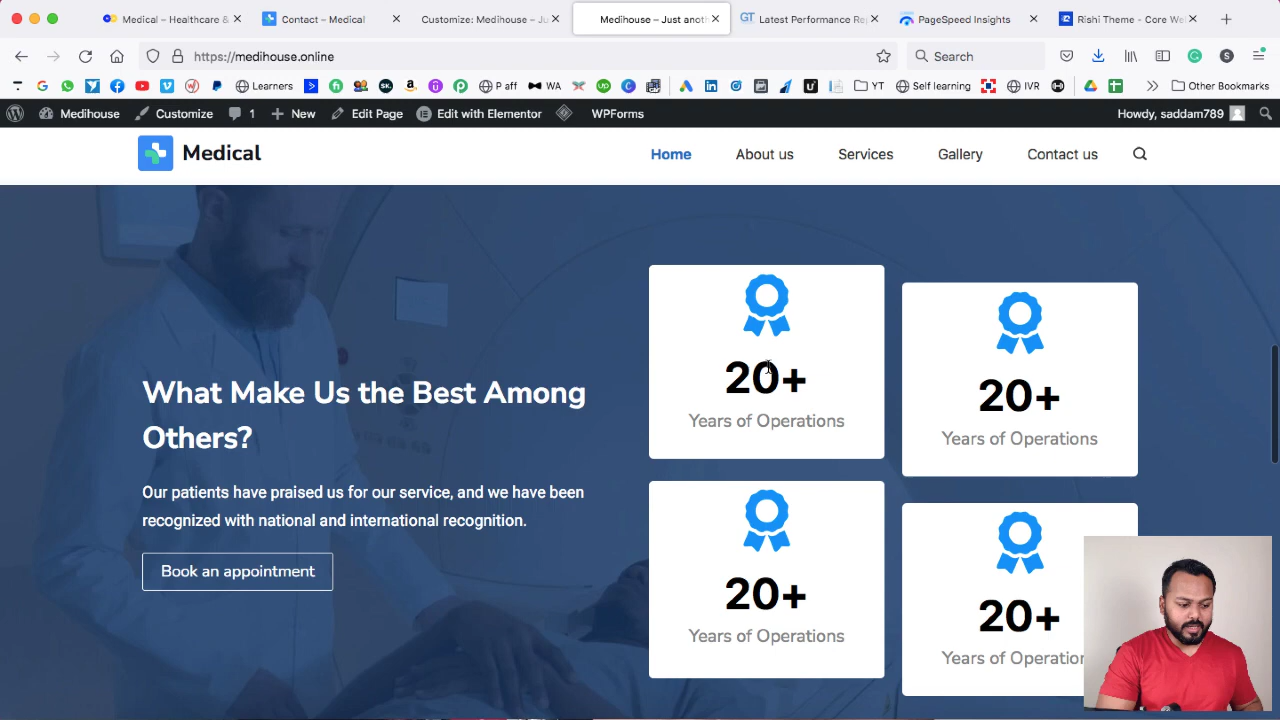 Medical – Healthcare &
Contact – Medical
Customize: Medihouse – Ju
Medihouse – Just anoth
GT
Latest Performance Re
PageSpeed Insights
Rishi Theme - Core We
https://medihouse.online
Search
Learners
P aff
WA
YT
Self learning
IVR
Other Bookmarks
Medihouse
Customize
1
New
Edit Page
Edit with Elementor
WPForms
Howdy, saddam789
Medical
Home
About us
Services
Gallery
Contact us
What Make Us the Best Among
Others?
Our patients have praised us for our service, and we have been
recognized with national and international recognition.
Book an appointment
20+
Years of Operations
20+
Years of Operations
20+
Years of Operations
20+
Years of Operation